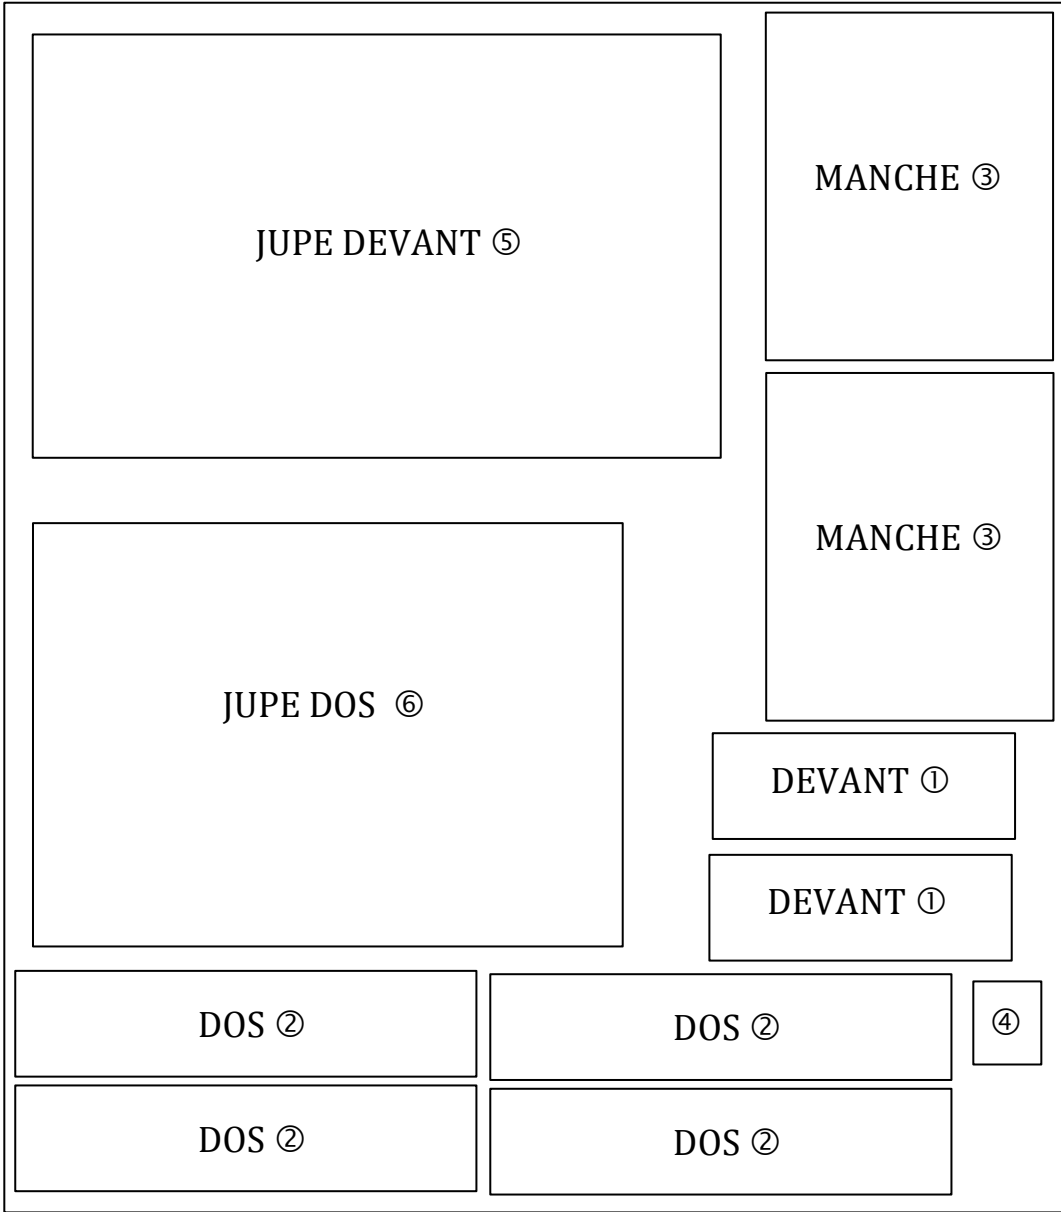 MANCHE ③
JUPE DEVANT ⑤
MANCHE ③
JUPE DOS ⑥
DEVANT ①
DEVANT ①
DOS ②
DOS ②
④
DOS ②
DOS ②